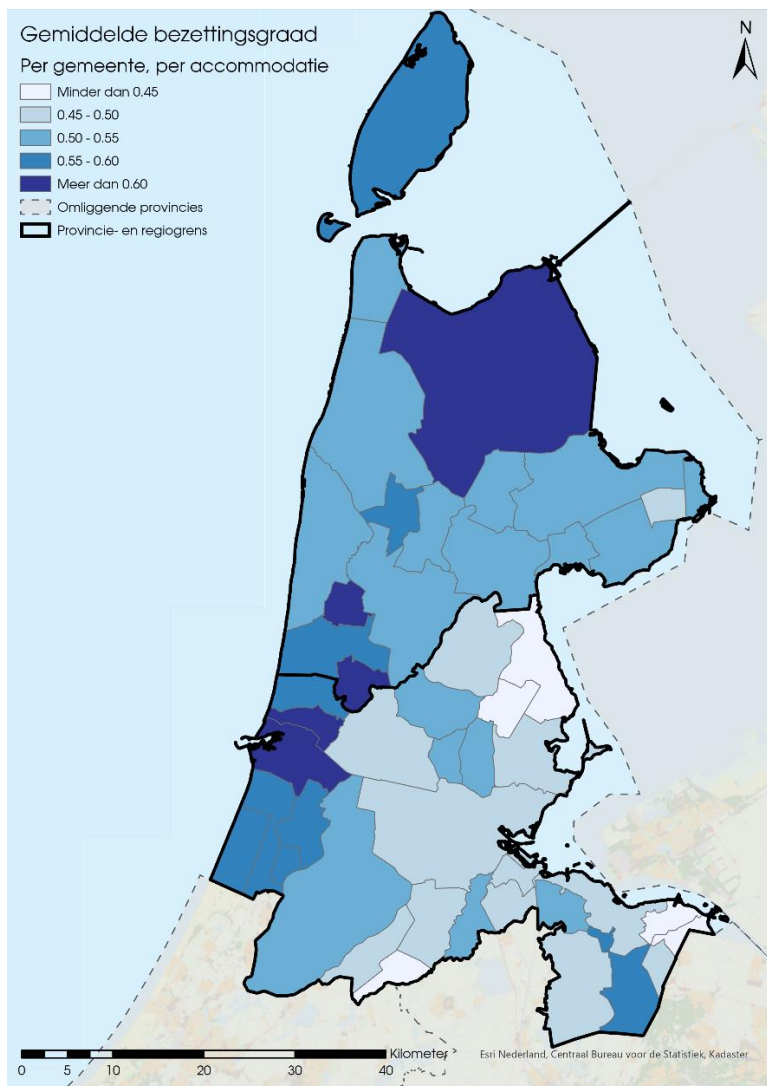 Gemiddelde bezettingsgraad
Per gemeente, per accommodatie
Minder dan 0.45
0.45 - 0.50
0.50 - 0.55
0.55 - 0.60
Meer dan 0.60
Omliggende provincies
Provincie- en regiogrens
N
Kilometer
0 5 10 20 30 40
Esri Nederland, Centraal Bureau voor de Statistiek, Kadaster